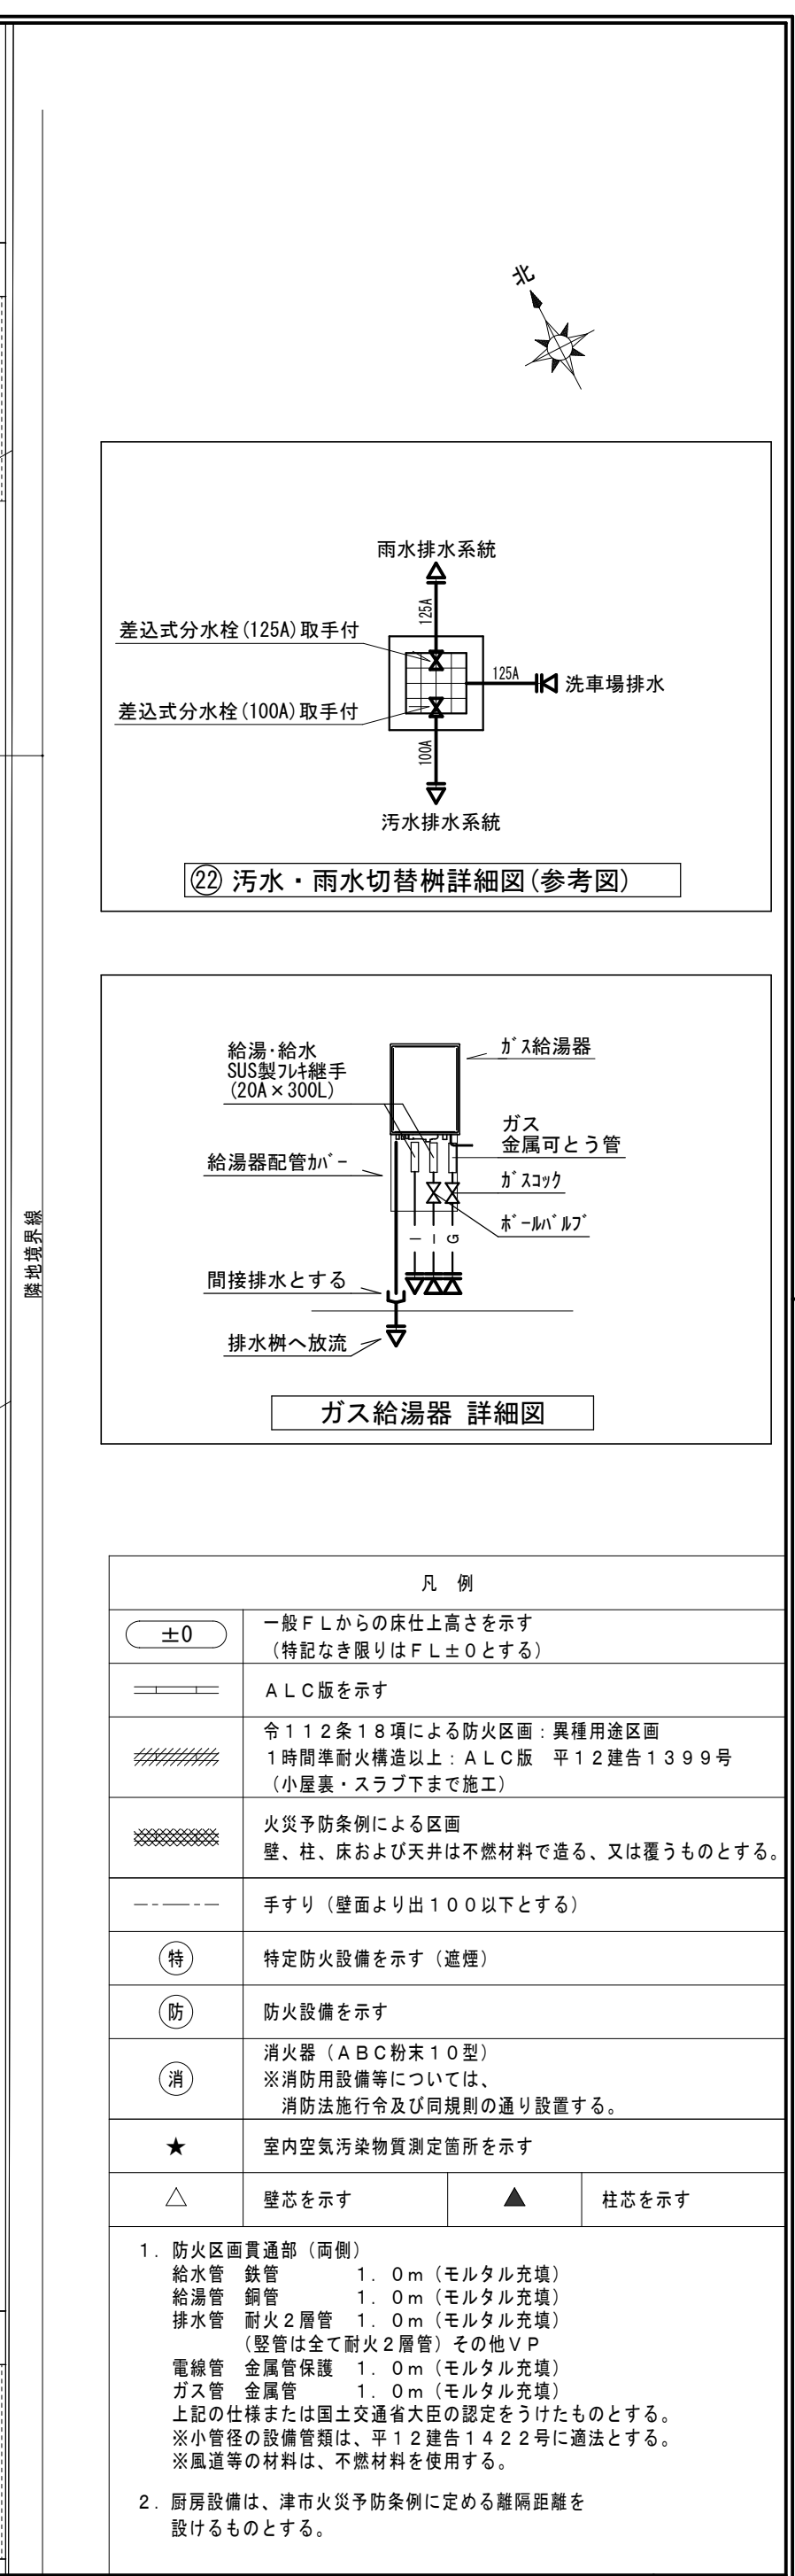 北
雨水排水系統
125A
差込式分水栓(125A)取手付
125A
洗車場排水
差込式分水栓(100A)取手付
100A
汚水排水系統
㉒ 汚水・雨水切替桝詳細図(参考図)
給湯･給水
SUS製ﾌﾚｷ継手
(20A×300L)
ｶﾞｽ給湯器
ガス
金属可とう管
給湯器配管ｶﾊﾞｰ
ｶﾞｽｺｯｸ
ﾎﾞｰﾙﾊﾞﾙﾌﾞ
G
間接排水とする
排水桝へ放流
ガス給湯器 詳細図
隣地境界線
凡 例
±0
一般ＦＬからの床仕上高さを示す
（特記なき限りはＦＬ±０とする）
ＡＬＣ版を示す
令１１２条１８項による防火区画：異種用途区画
１時間準耐火構造以上：ＡＬＣ版　平１２建告１３９９号
（小屋裏・スラブ下まで施工）
火災予防条例による区画
壁、柱、床および天井は不燃材料で造る、又は覆うものとする。
手すり（壁面より出１００以下とする）
特
特定防火設備を示す（遮煙）
防
防火設備を示す
消
消火器（ＡＢＣ粉末１０型）
※消防用設備等については、
消防法施行令及び同規則の通り設置する。
★
室内空気汚染物質測定箇所を示す
△ 壁芯を示す ▲ 柱芯を示す
１．防火区画貫通部（両側）
給水管　鉄管　　　　１．０ｍ（モルタル充填）
給湯管　銅管　　　　１．０ｍ（モルタル充填）
排水管　耐火２層管　１．０ｍ（モルタル充填）
（竪管は全て耐火２層管）その他ＶＰ
電線管　金属管保護　１．０ｍ（モルタル充填）
ガス管　金属管　　　１．０ｍ（モルタル充填）
上記の仕様または国土交通省大臣の認定をうけたものとする。
※小管径の設備管類は、平１２建告１４２２号に適法とする。
※風道等の材料は、不燃材料を使用する。
２．厨房設備は、津市火災予防条例に定める離隔距離を
設けるものとする。